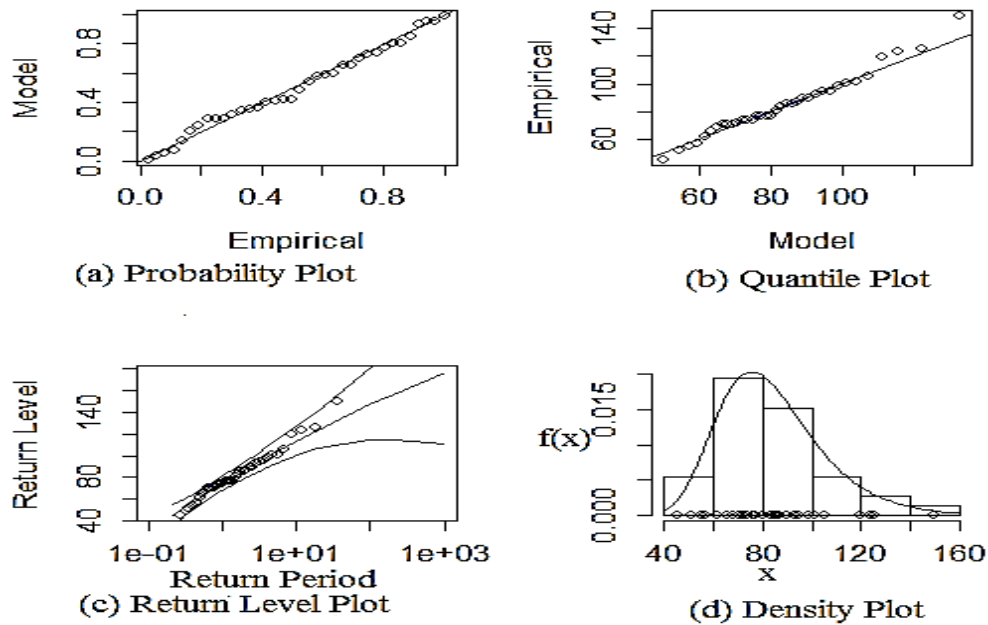 Model
0.0 0.4 0.8
0.0 0.4 0.8
Empirical
(a) Probability Plot
Empirical
60 100 140
60 80 100
Model
(b) Quantile Plot
Return Level
40 80 140
1e-01 1e+01 1e+03
Return Period
(c) Return Level Plot
f(x)
0.000 0.015
40 80 120 160
x
(d) Density Plot